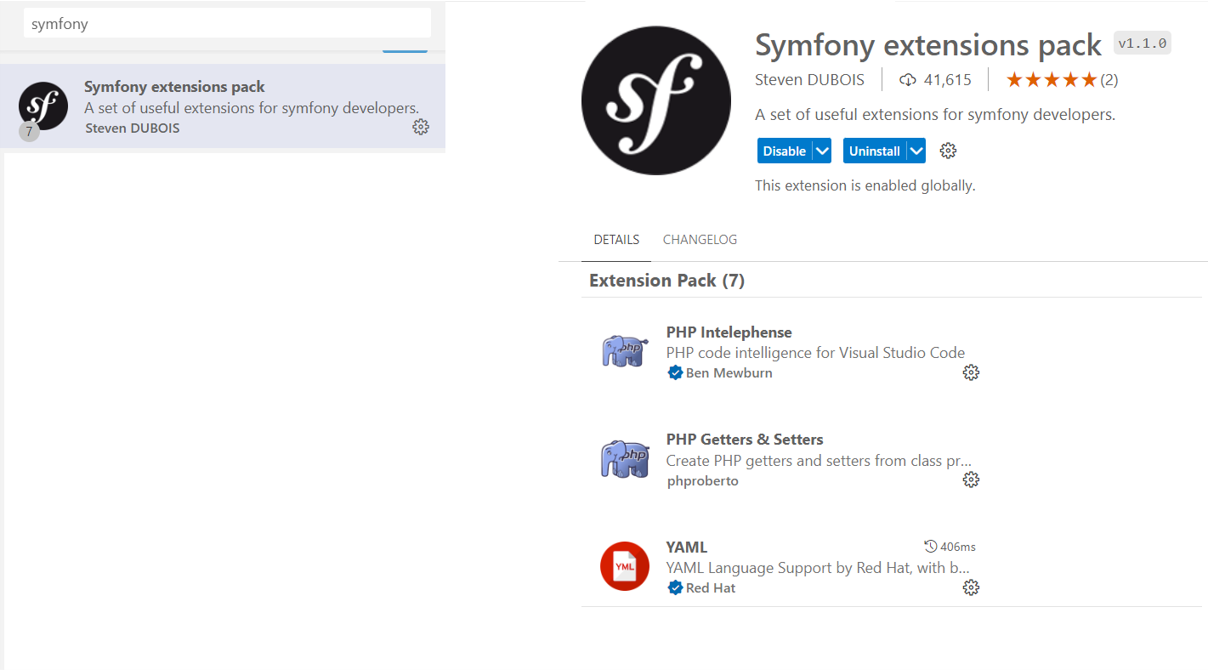 symfony
Symfony extensions pack
A set of useful extensions for symfony developers.
Steven DUBOIS
7
sf
Symfony extensions pack v1.1.0
Steven DUBOIS 41,615 (2)
A set of useful extensions for symfony developers.
Disable Uninstall
This extension is enabled globally.
DETAILS CHANGELOG
Extension Pack (7)
php
PHP Intelephense
PHP code intelligence for Visual Studio Code
Ben Mewburn
php
PHP Getters & Setters
Create PHP getters and setters from class pr...
phproberto
YML
YAML 406ms
YAML Language Support by Red Hat, with b...
Red Hat